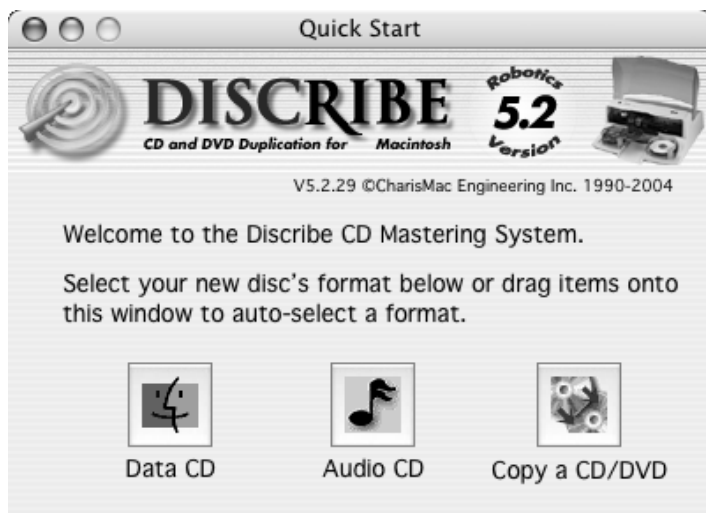 Quick Start
DISCRIBE
CD and DVD Duplication for Macintosh
Robotics
5.2
Version
V5.2.29 ©CharisMac Engineering Inc. 1990-2004
Welcome to the Discribe CD Mastering System.
Select your new disc's format below or drag items onto
this window to auto-select a format.
Data CD
Audio CD
Copy a CD/DVD